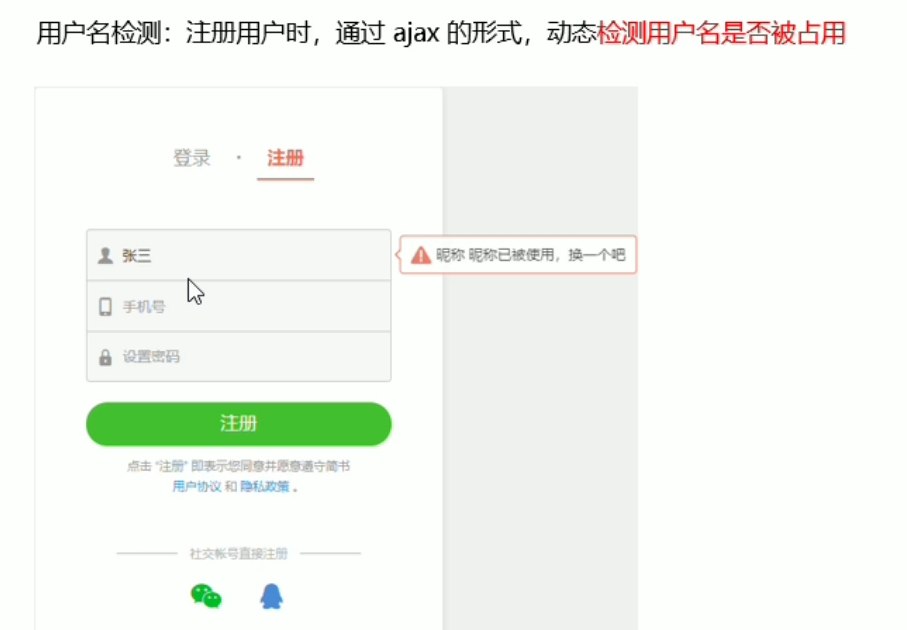 用户名检测：注册用户时，通过 ajax 的形式，动态检测用户名是否被占用
登录 · 注册
张三
昵称 昵称已被使用，换一个吧
手机号
设置密码
注册
点击 “注册” 即表示您同意并愿意遵守简书
用户协议 和 隐私政策 。
社交帐号直接注册